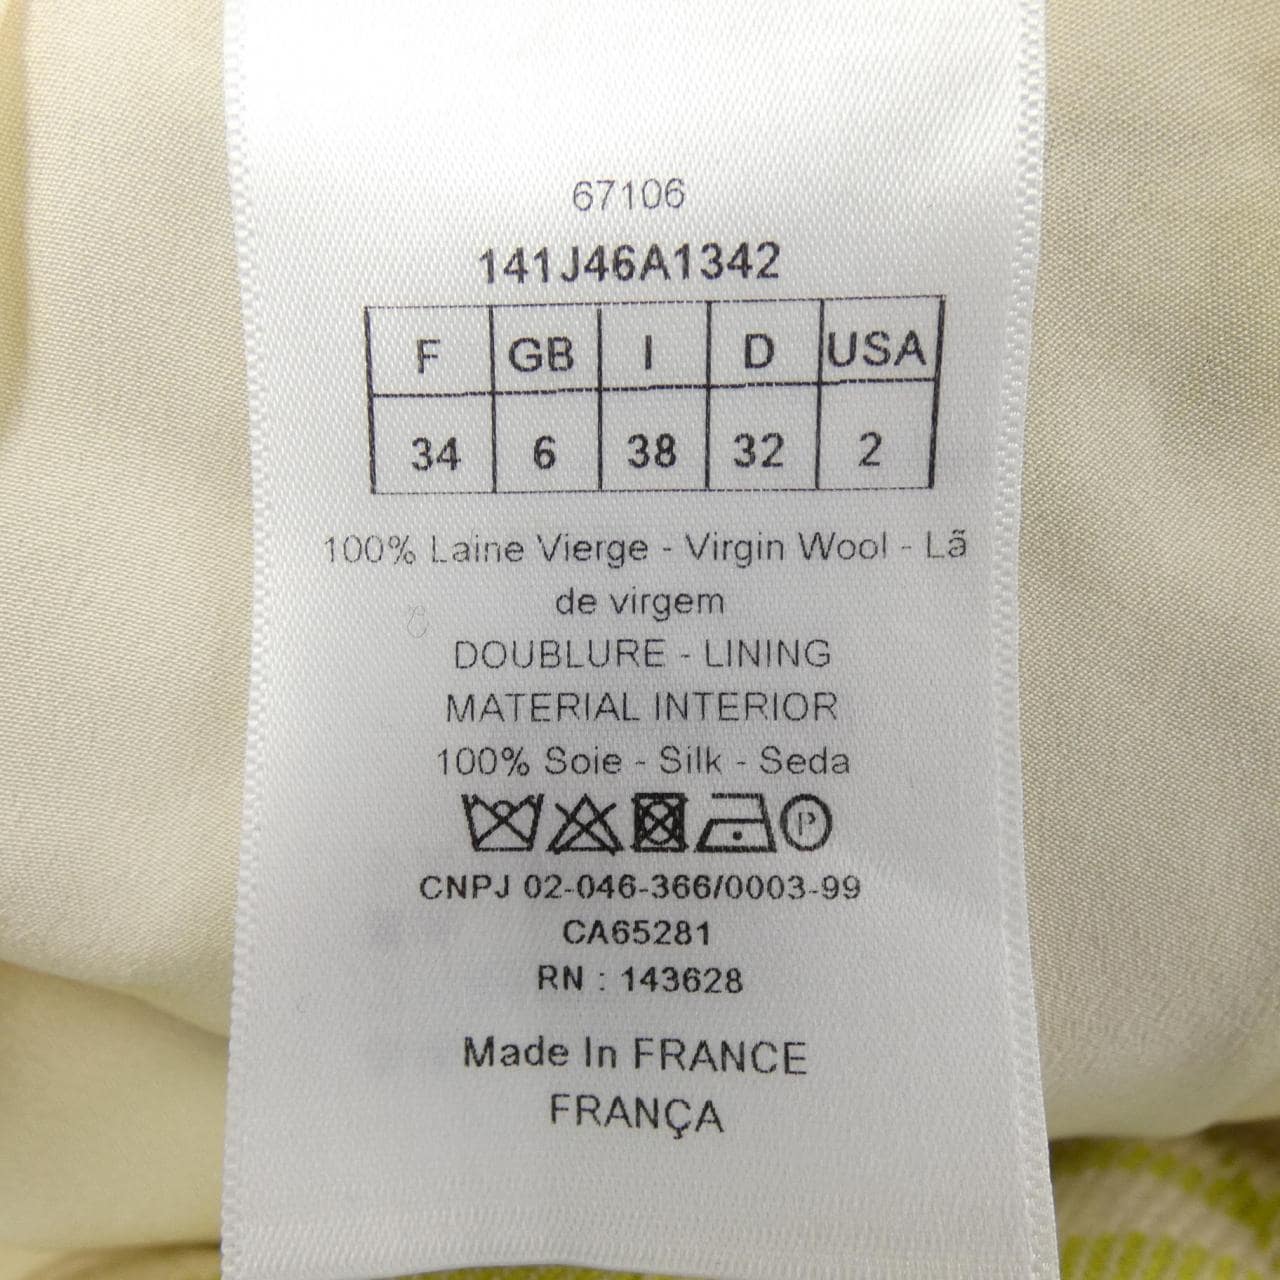 67106
141J46A1342
F GB I D USA
34 6 38 32 2
100% Laine Vierge - Virgin Wool - Lã
de virgem
DOUBLURE - LINING
MATERIAL INTERIOR
100% Soie - Silk - Seda
P
CNPJ 02-046-366/0003-99
CA65281
RN : 143628
Made In FRANCE
FRANÇA